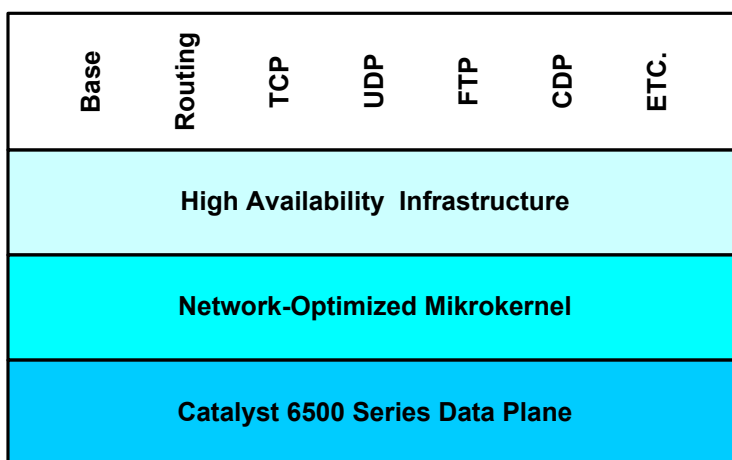 Base
Routing
TCP
UDP
FTP
CDP
ETC.
High Availability Infrastructure
Network-Optimized Mikrokernel
Catalyst 6500 Series Data Plane